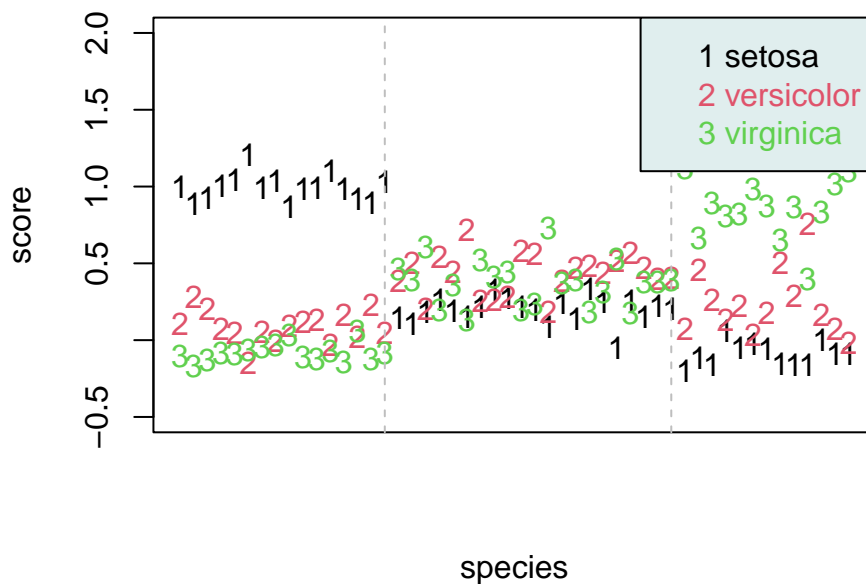 2.0
1.5
1.0
0.5
−0.5
score
species
1 setosa
2 versicolor
3 virginica